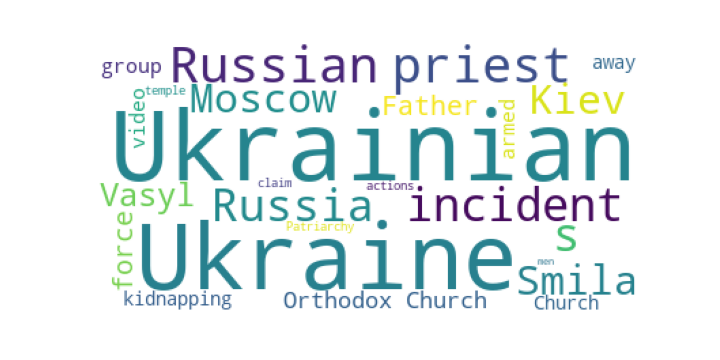 group Russian priest away
temple
video Moscow Father armed Kiev
Ukrainian
claim actions
Vasyl Russia incident
force Patriarchy s
Ukraine
men
Smila
kidnapping Orthodox Church Church